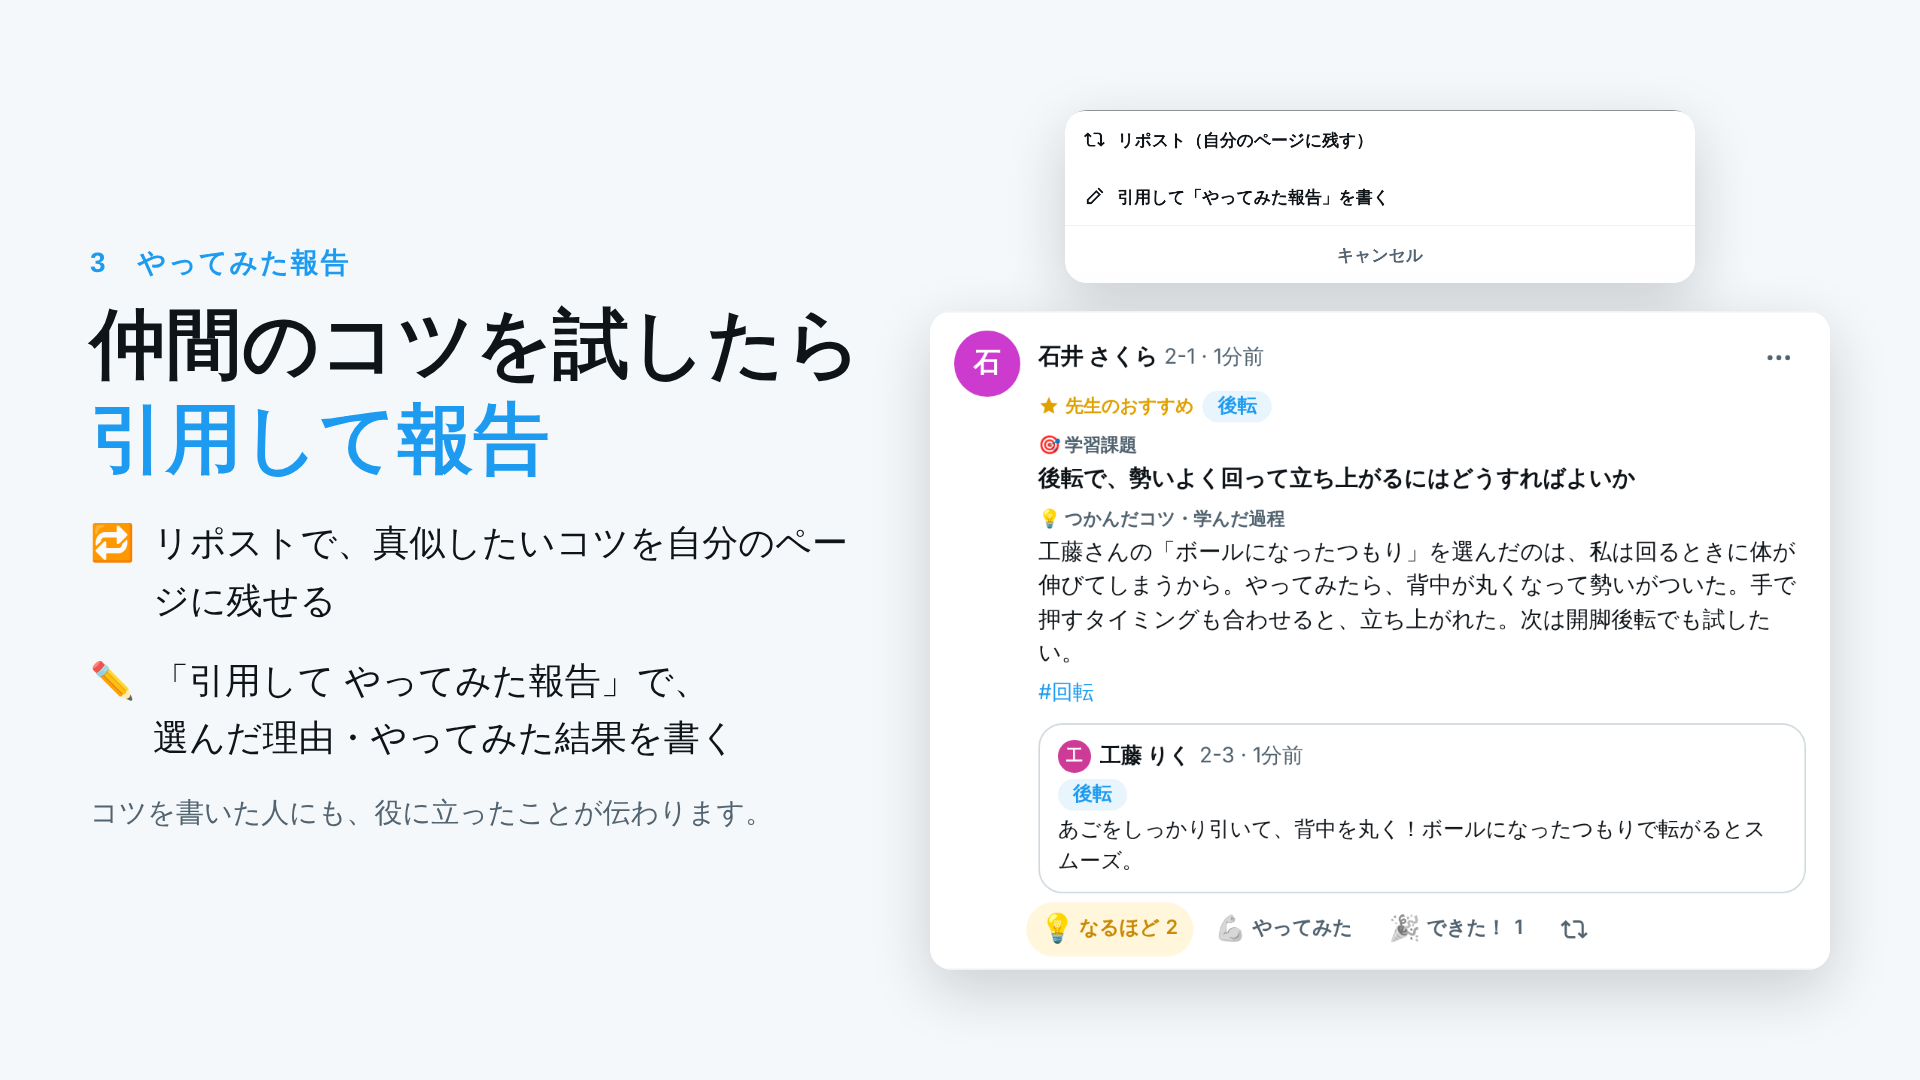 3 やってみた報告
仲間のコツを試したら
引用して報告
🔁 リポストで、真似したいコツを自分のペー
ジに残せる
✏️ 「引用して やってみた報告」で、
選んだ理由・やってみた結果を書く
コツを書いた人にも、役に立ったことが伝わります。
リポスト（自分のページに残す）
引用して「やってみた報告」を書く
キャンセル
石
石井 さくら 2-1 · 1分前
★ 先生のおすすめ 後転
🎯 学習課題
後転で、勢いよく回って立ち上がるにはどうすればよいか
💡 つかんだコツ・学んだ過程
工藤さんの「ボールになったつもり」を選んだのは、私は回るときに体が
伸びてしまうから。やってみたら、背中が丸くなって勢いがついた。手で
押すタイミングも合わせると、立ち上がれた。次は開脚後転でも試した
い。
#回転
工 工藤 りく 2-3 · 1分前
後転
あごをしっかり引いて、背中を丸く！ボールになったつもりで転がるとス
ムーズ。
💡 なるほど 2 💪 やってみた 🎉 できた！ 1